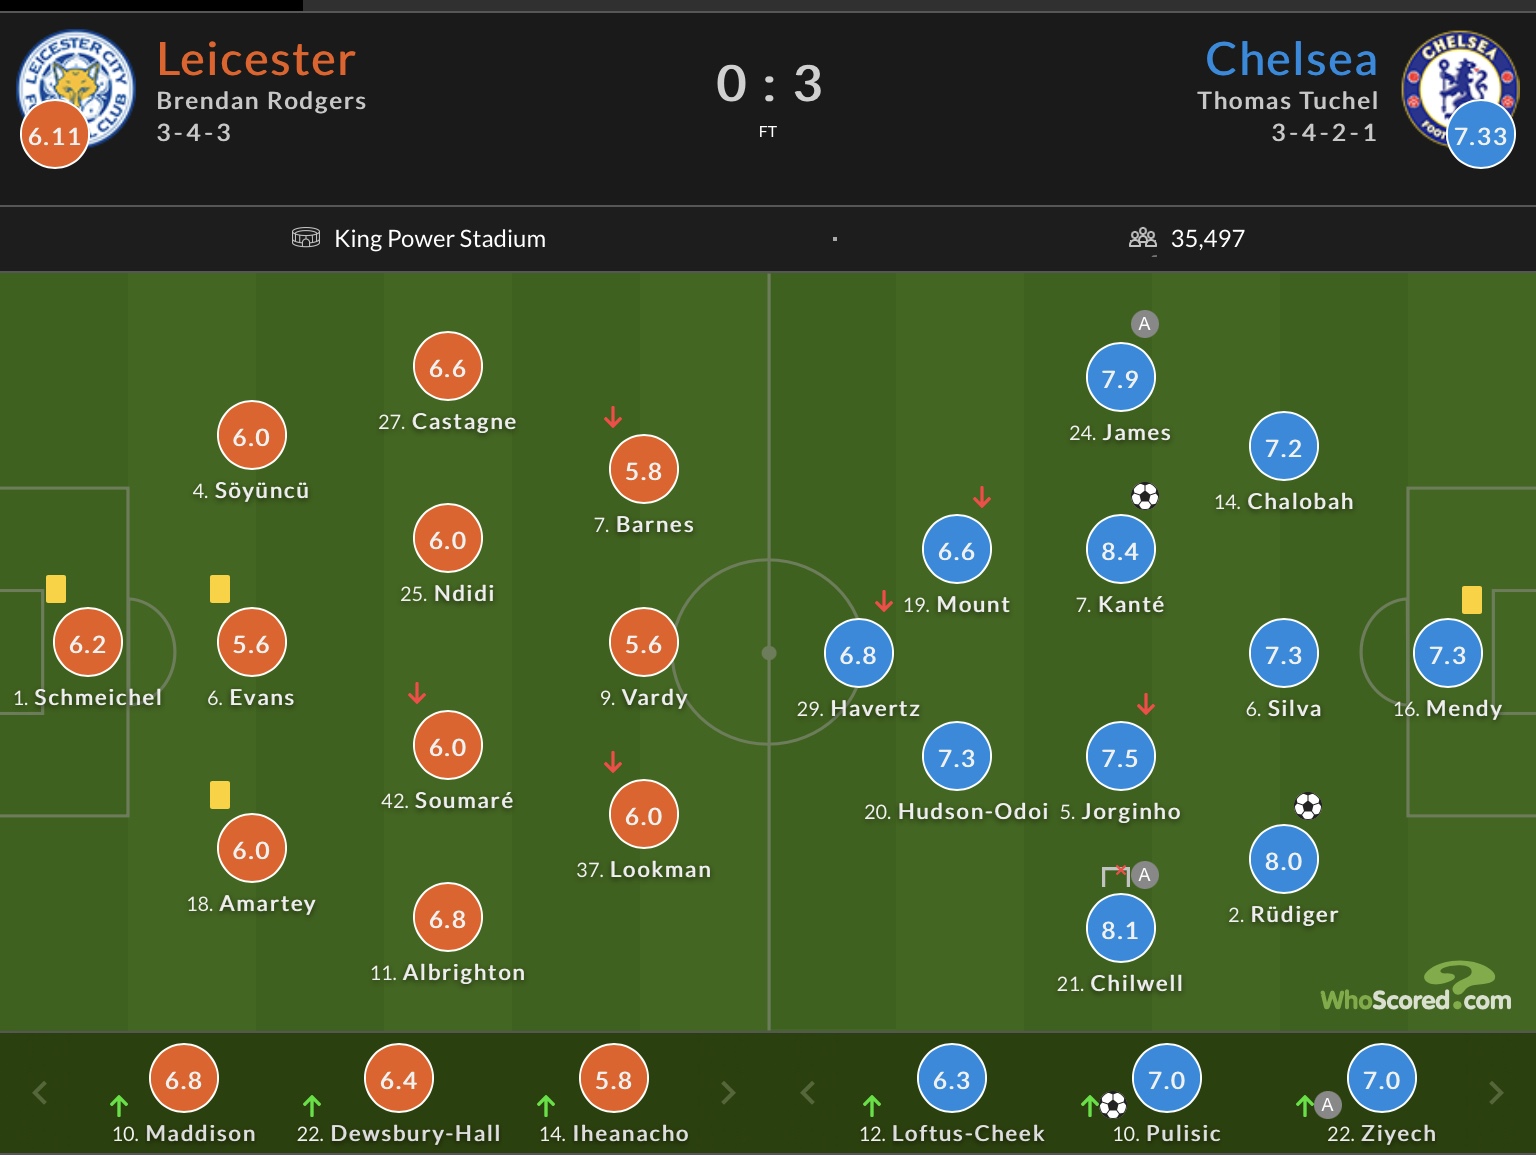 Leicester
Brendan Rodgers
3-4-3
6.11
LEICESTER CITY
0 : 3
FT
Chelsea
Thomas Tuchel
3-4-2-1
CHELSEA
7.33
King Power Stadium
35,497
6.6
27. Castagne
6.0
4. Söyüncü
5.8
7. Barnes
6.0
25. Ndidi
6.2
1. Schmeichel
5.6
6. Evans
5.6
9. Vardy
6.0
42. Soumaré
6.0
37. Lookman
6.0
18. Amartey
6.8
11. Albrighton
A
7.9
24. James
7.2
14. Chalobah
6.6
19. Mount
8.4
7. Kanté
6.8
29. Havertz
7.3
6. Silva
7.3
16. Mendy
7.3
20. Hudson-Odoi
7.5
5. Jorginho
8.0
2. Rüdiger
A
8.1
21. Chilwell
WhoScored.com
6.8
10. Maddison
6.4
22. Dewsbury-Hall
5.8
14. Iheanacho
6.3
12. Loftus-Cheek
7.0
10. Pulisic
A
7.0
22. Ziyech